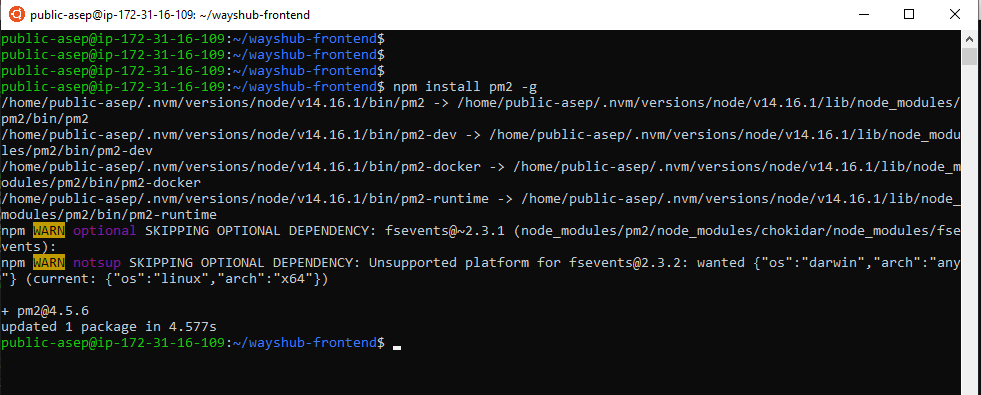 public-asep@ip-172-31-16-109: ~/wayshub-frontend
public-asep@ip-172-31-16-109:~/wayshub-frontend$
public-asep@ip-172-31-16-109:~/wayshub-frontend$
public-asep@ip-172-31-16-109:~/wayshub-frontend$
public-asep@ip-172-31-16-109:~/wayshub-frontend$ npm install pm2 -g
/home/public-asep/.nvm/versions/node/v14.16.1/bin/pm2 -> /home/public-asep/.nvm/versions/node/v14.16.1/lib/node_modules/
pm2/bin/pm2
/home/public-asep/.nvm/versions/node/v14.16.1/bin/pm2-dev -> /home/public-asep/.nvm/versions/node/v14.16.1/lib/node_modu
les/pm2/bin/pm2-dev
/home/public-asep/.nvm/versions/node/v14.16.1/bin/pm2-docker -> /home/public-asep/.nvm/versions/node/v14.16.1/lib/node_m
odules/pm2/bin/pm2-docker
/home/public-asep/.nvm/versions/node/v14.16.1/bin/pm2-runtime -> /home/public-asep/.nvm/versions/node/v14.16.1/lib/node_
modules/pm2/bin/pm2-runtime
npm WARN optional SKIPPING OPTIONAL DEPENDENCY: fsevents@~2.3.1 (node_modules/pm2/node_modules/chokidar/node_modules/fse
vents):
npm WARN notsup SKIPPING OPTIONAL DEPENDENCY: Unsupported platform for fsevents@2.3.2: wanted {"os":"darwin","arch":"any
"} (current: {"os":"linux","arch":"x64"})
+ pm2@4.5.6
updated 1 package in 4.577s
public-asep@ip-172-31-16-109:~/wayshub-frontend$